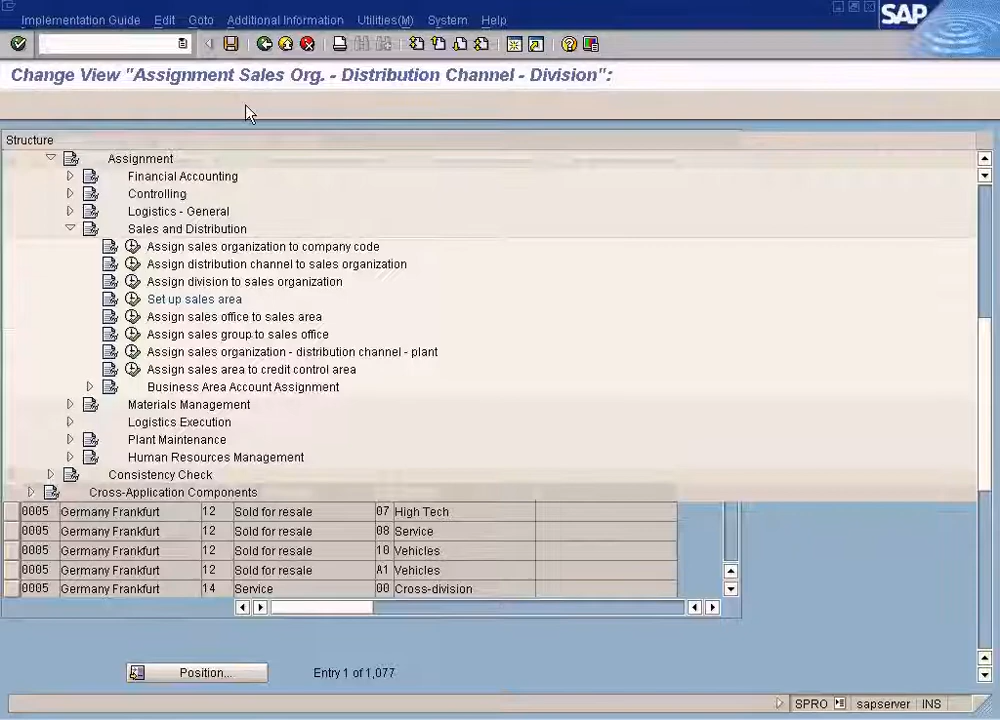 Implementation Guide Edit Goto Additional Information Utilities(M) System Help
SAP
Change View "Assignment Sales Org. - Distribution Channel - Division":
Structure
Assignment
Financial Accounting
Controlling
Logistics - General
Sales and Distribution
Assign sales organization to company code
Assign distribution channel to sales organization
Assign division to sales organization
Set up sales area
Assign sales office to sales area
Assign sales group to sales office
Assign sales organization - distribution channel - plant
Assign sales area to credit control area
Business Area Account Assignment
Materials Management
Logistics Execution
Plant Maintenance
Human Resources Management
Consistency Check
Cross-Application Components
0005 Germany Frankfurt 12 Sold for resale 07 High Tech
0005 Germany Frankfurt 12 Sold for resale 08 Service
0005 Germany Frankfurt 12 Sold for resale 10 Vehicles
0005 Germany Frankfurt 12 Sold for resale A1 Vehicles
0005 Germany Frankfurt 14 Service 00 Cross-division
Position... Entry 1 of 1,077
SPRO sapserver INS